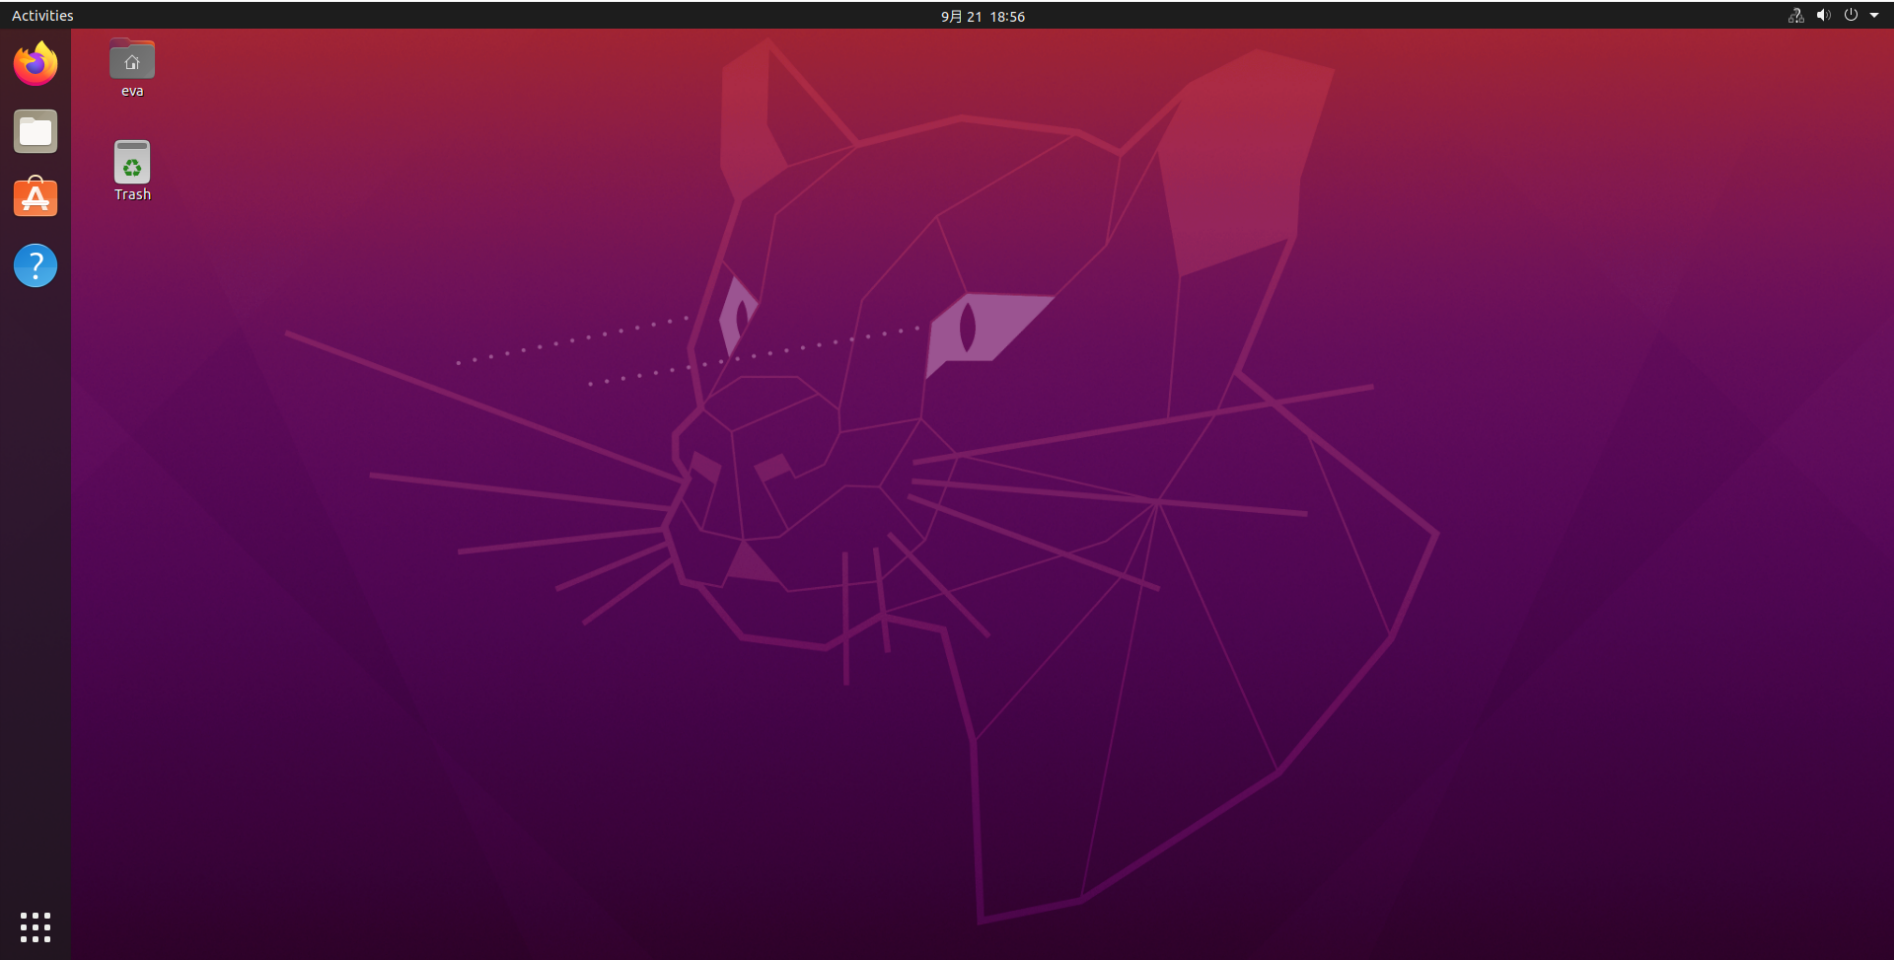 Activities
9月 21 18:56
eva
Trash